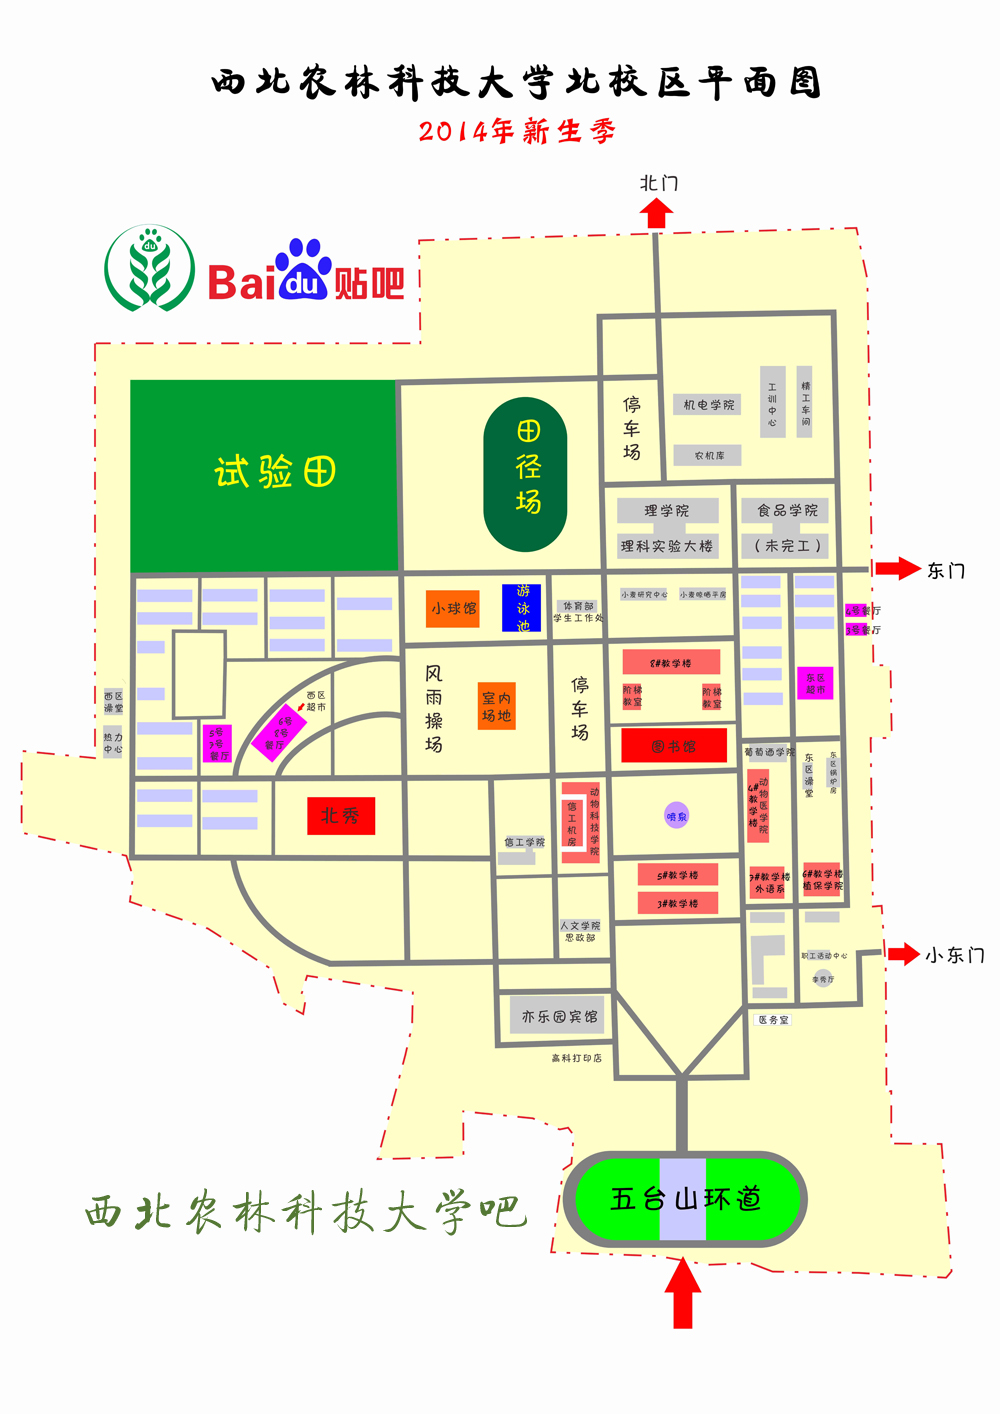 西北农林科技大学北校区平面图
2014年新生季
北门
du
Bai du 贴吧
试验田
田径场
停车场
机电学院
工训中心
精工车间
农机库
理学院
理科实验大楼
食品学院
（未完工）
东门
小球馆
游泳池
体育部
学生工作处
小麦研究中心
小麦晾晒平房
4号餐厅
3号餐厅
风雨操场
室内
场地
停车场
8#教学楼
阶梯
教室
阶梯
教室
东区
超市
西区
澡堂
西区
超市
热力
中心
5号
7号
餐厅
6号
8号
餐厅
图书馆
葡萄酒学院
东区澡堂
东区锅炉房
北秀
信工机房
动物科技学院
喷泉
4#教学楼
动物医学院
信工学院
5#教学楼
3#教学楼
7#教学楼
外语系
6#教学楼
植保学院
人文学院
思政部
职工活动中心
李秀厅
小东门
亦乐园宾馆
医务室
高科打印店
五台山环道
西北农林科技大学吧